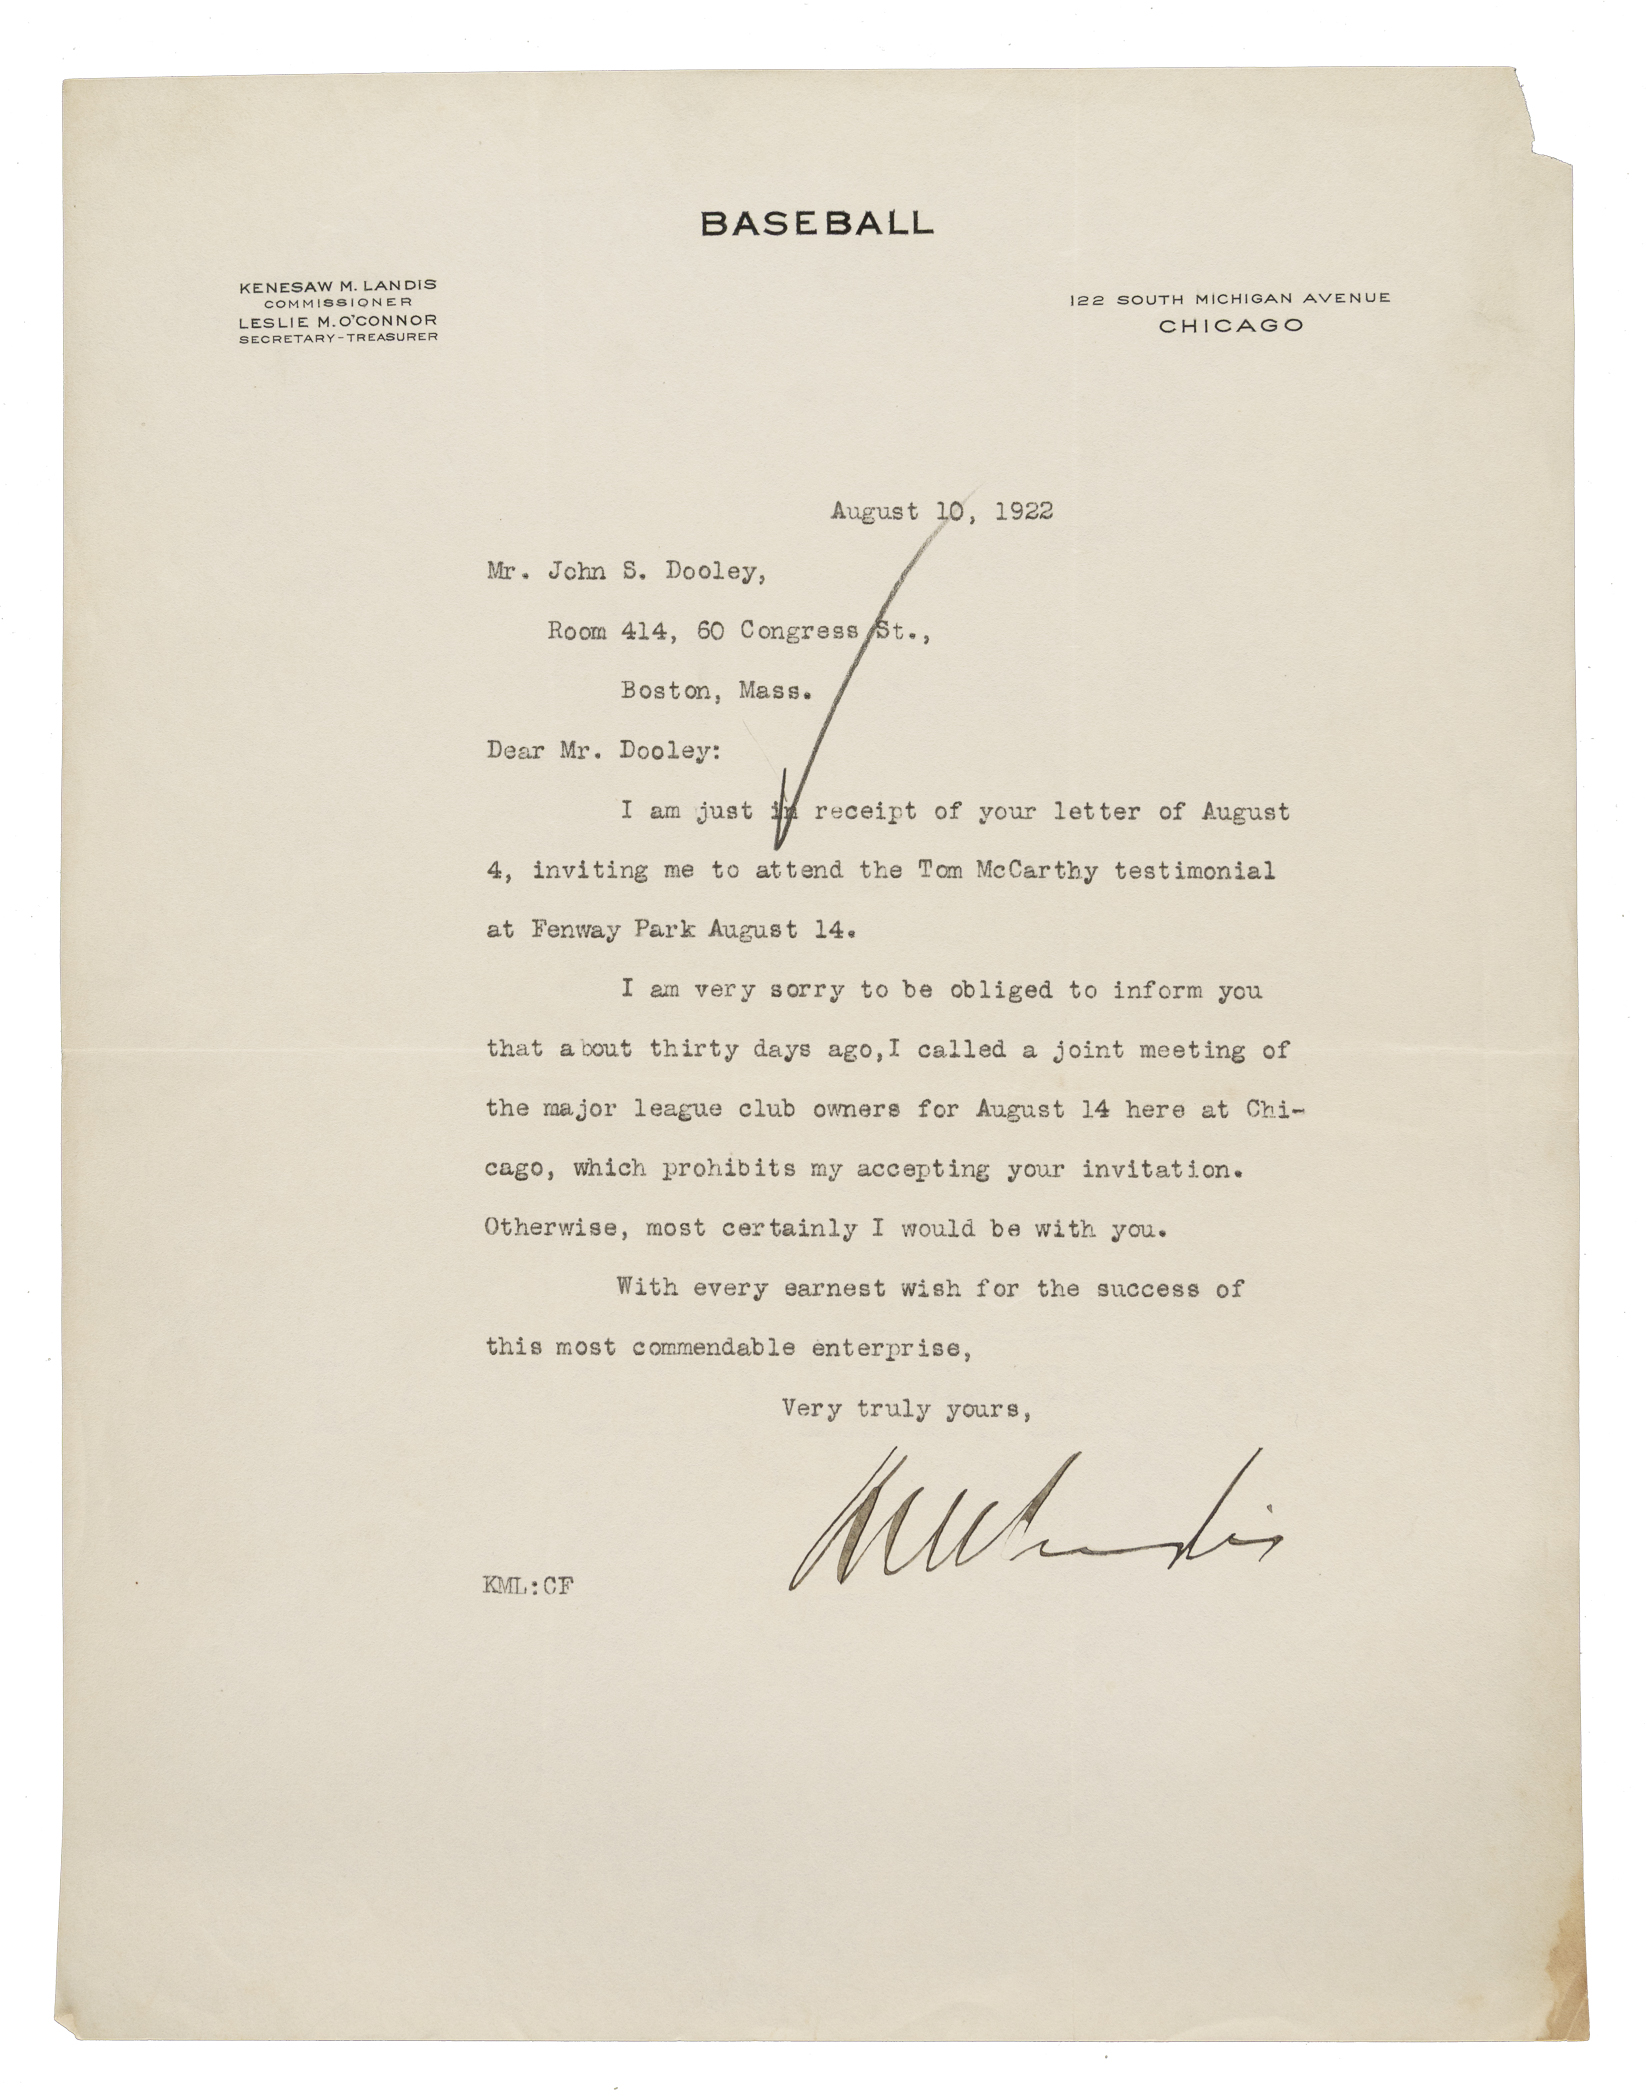 BASEBALL
KENESAW M. LANDIS
COMMISSIONER
LESLIE M. O'CONNOR
SECRETARY-TREASURER
122 SOUTH MICHIGAN AVENUE
CHICAGO
August 10, 1922
Mr. John S. Dooley,
Room 414, 60 Congress St.,
Boston, Mass.
Dear Mr. Dooley:
I am just in receipt of your letter of August
4, inviting me to attend the Tom McCarthy testimonial
at Fenway Park August 14.
I am very sorry to be obliged to inform you
that about thirty days ago,I called a joint meeting of
the major league club owners for August 14 here at Chi-
cago, which prohibits my accepting your invitation.
Otherwise, most certainly I would be with you.
With every earnest wish for the success of
this most commendable enterprise,
Very truly yours,
KMLandis
KML:CF